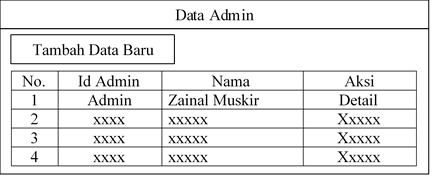 Data Admin
Tambah Data Baru
No. Id Admin Nama Aksi
1 Admin Zainal Muskir Detail
2 xxxx xxxxx Xxxxx
3 xxxx xxxxx Xxxxx
4 xxxx xxxxx Xxxxx